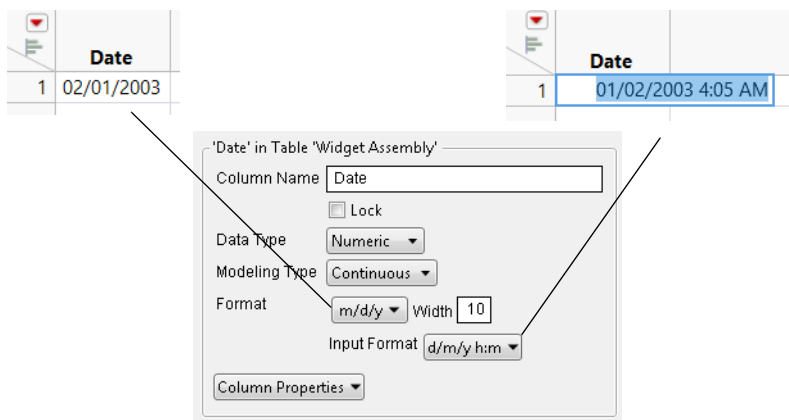 Date
1 02/01/2003
Date
1 01/02/2003 4:05 AM
'Date' in Table 'Widget Assembly'
Column Name Date
Lock
Data Type Numeric
Modeling Type Continuous
Format m/d/y Width 10
Input Format d/m/y h:m
Column Properties